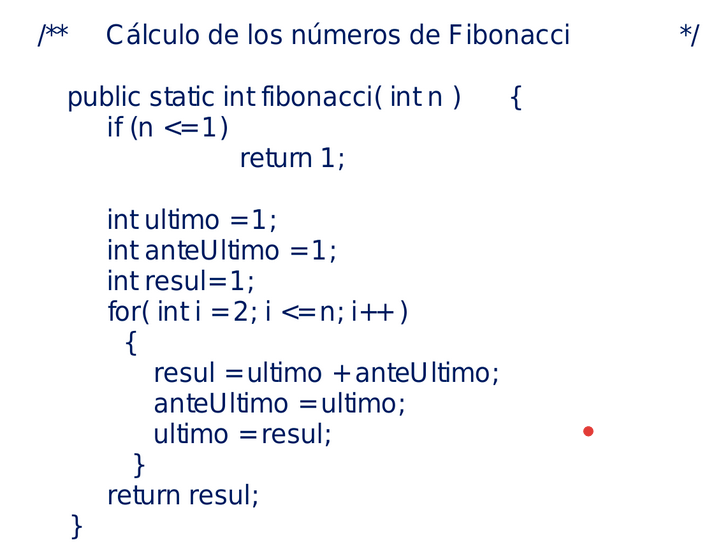 /** Cálculo de los números de Fibonacci */
public static int fibonacci( int n ) {
if (n <=1)
return 1;
int ultimo =1;
int anteUltimo =1;
int resul=1;
for( int i =2; i <=n; i++ )
{
resul =ultimo +anteUltimo;
anteUltimo =ultimo;
ultimo =resul;
}
return resul;
}